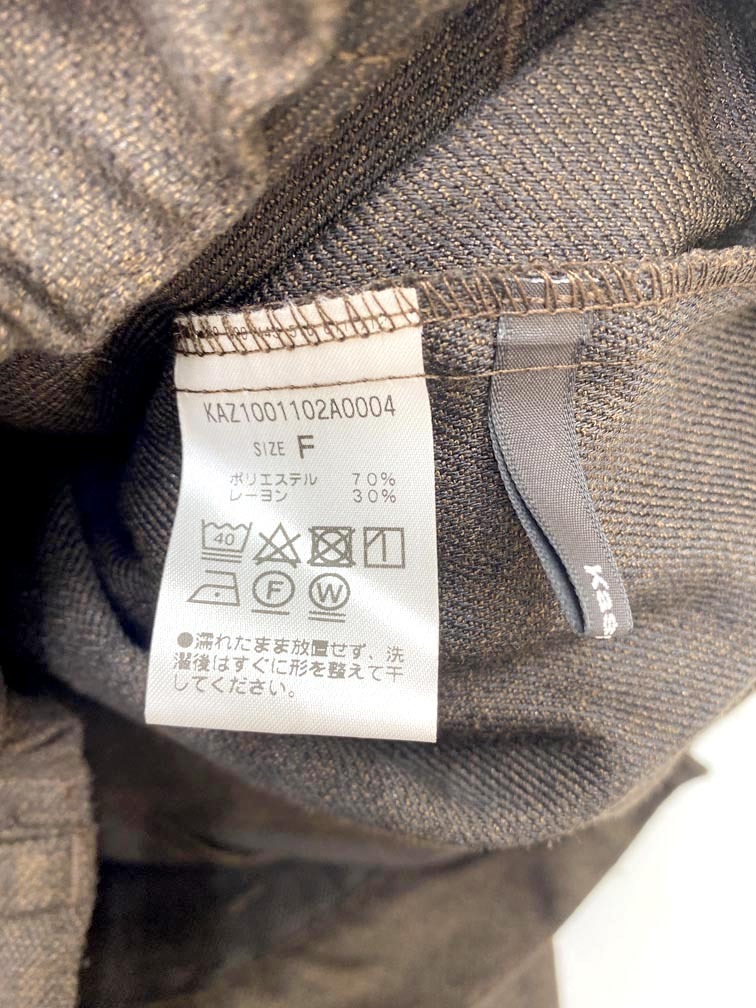 KAZ1001102A0004
SIZE F
ポリエステル 70%
レーヨン 30%
40
F W
●濡れたまま放置せず、洗
濯後はすぐに形を整えて干
してください。
Kas